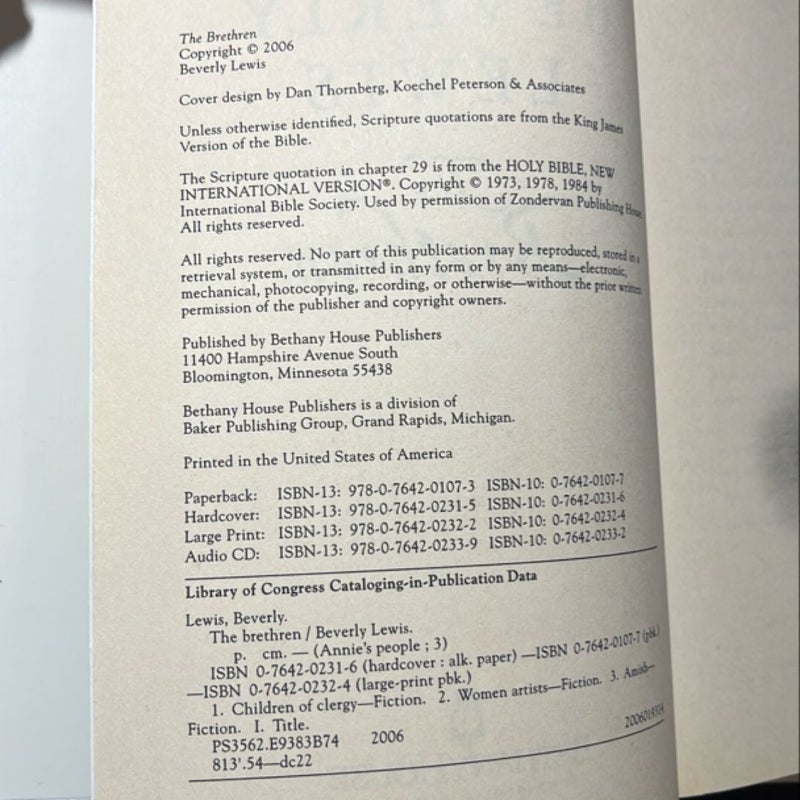 The Brethren
Copyright © 2006
Beverly Lewis
Cover design by Dan Thornberg, Koechel Peterson & Associates
Unless otherwise identified, Scripture quotations are from the King James
Version of the Bible.
The Scripture quotation in chapter 29 is from the HOLY BIBLE, NEW
INTERNATIONAL VERSION®. Copyright © 1973, 1978, 1984 by
International Bible Society. Used by permission of Zondervan Publishing House.
All rights reserved.
All rights reserved. No part of this publication may be reproduced, stored in a
retrieval system, or transmitted in any form or by any means—electronic,
mechanical, photocopying, recording, or otherwise—without the prior written
permission of the publisher and copyright owners.
Published by Bethany House Publishers
11400 Hampshire Avenue South
Bloomington, Minnesota 55438
Bethany House Publishers is a division of
Baker Publishing Group, Grand Rapids, Michigan.
Printed in the United States of America
Paperback: ISBN-13: 978-0-7642-0107-3 ISBN-10: 0-7642-0107-7
Hardcover: ISBN-13: 978-0-7642-0231-5 ISBN-10: 0-7642-0231-6
Large Print: ISBN-13: 978-0-7642-0232-2 ISBN-10: 0-7642-0232-4
Audio CD: ISBN-13: 978-0-7642-0233-9 ISBN-10: 0-7642-0233-2
Library of Congress Cataloging-in-Publication Data
Lewis, Beverly.
The brethren / Beverly Lewis.
p. cm. — (Annie's people ; 3)
ISBN 0-7642-0231-6 (hardcover : alk. paper) —ISBN 0-7642-0107-7 (pbk.)
—ISBN 0-7642-0232-4 (large-print pbk.)
1. Children of clergy—Fiction. 2. Women artists—Fiction. 3. Amish—
Fiction. I. Title.
PS3562.E9383B74 2006
813'.54—dc22